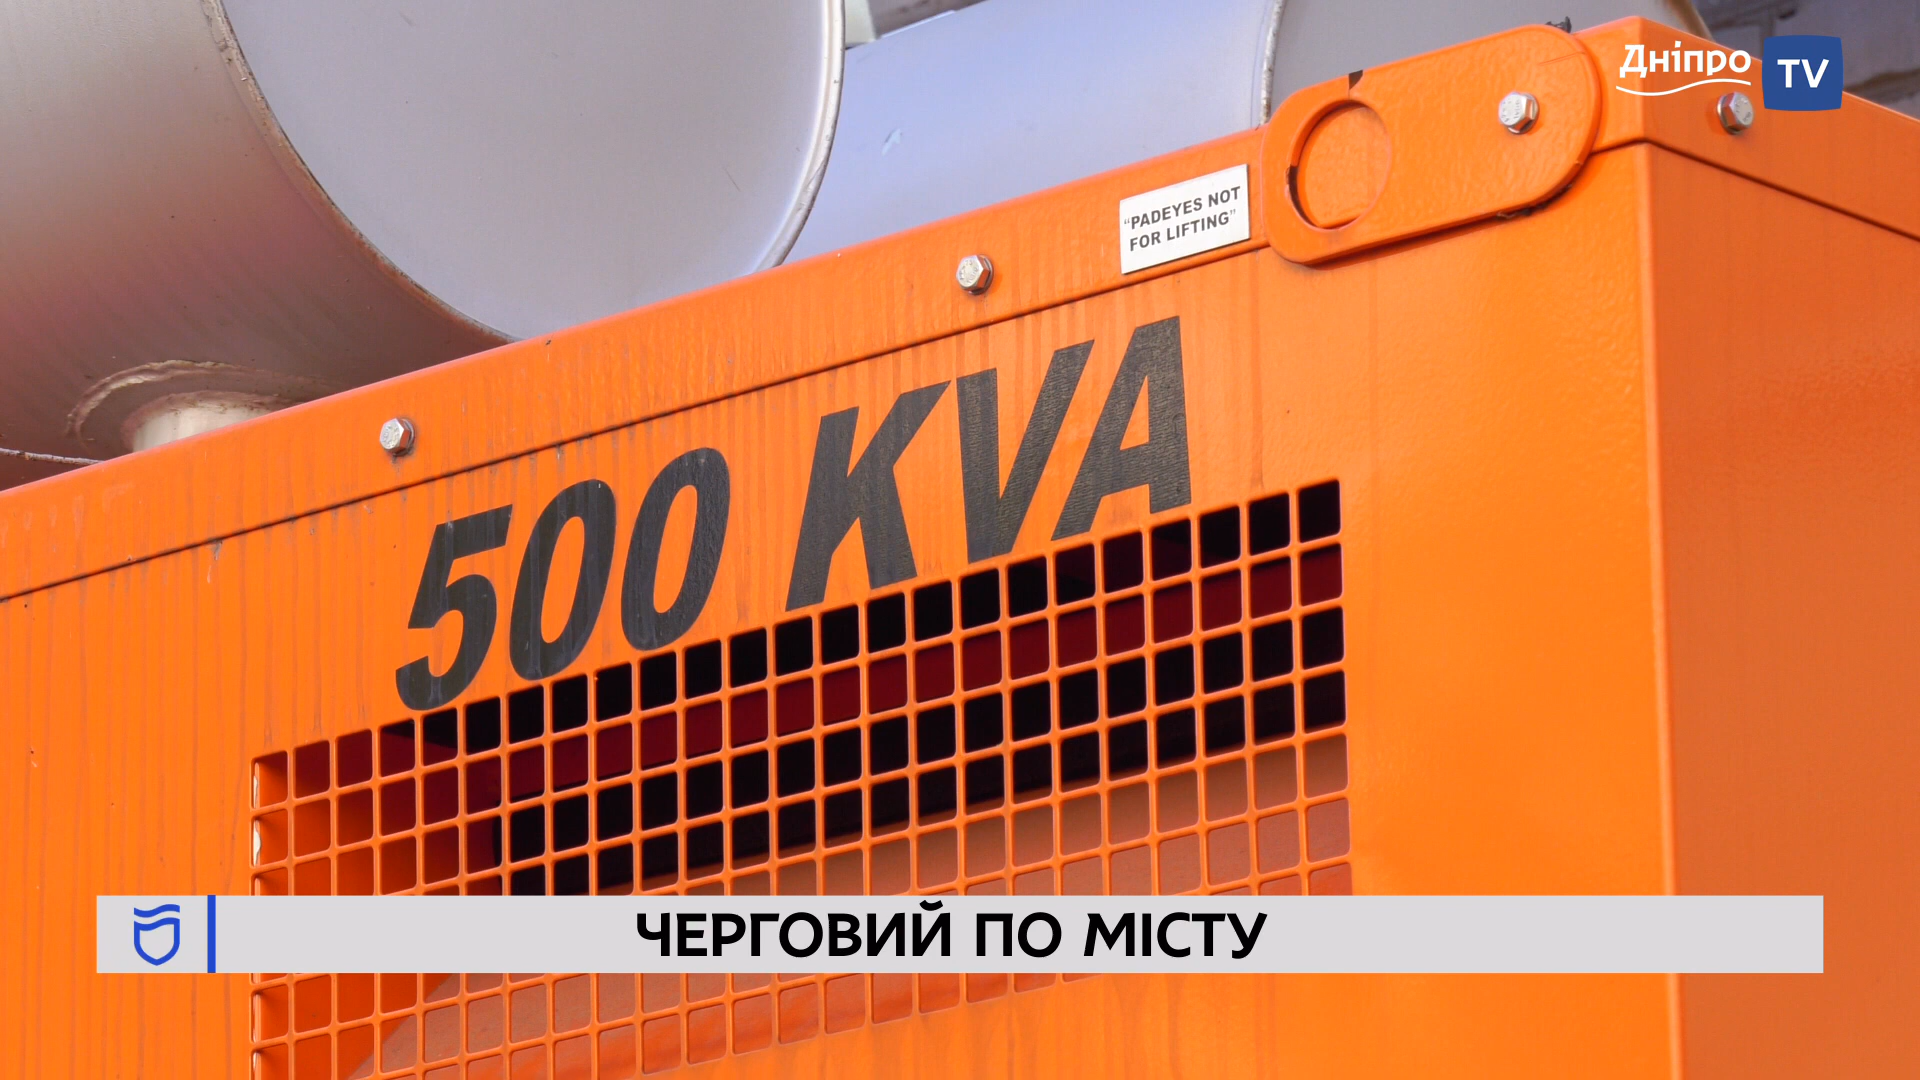 Дніпро TV
"PADEYES NOT
FOR LIFTING"
500 KVA
ЧЕРГОВИЙ ПО МІСТУ